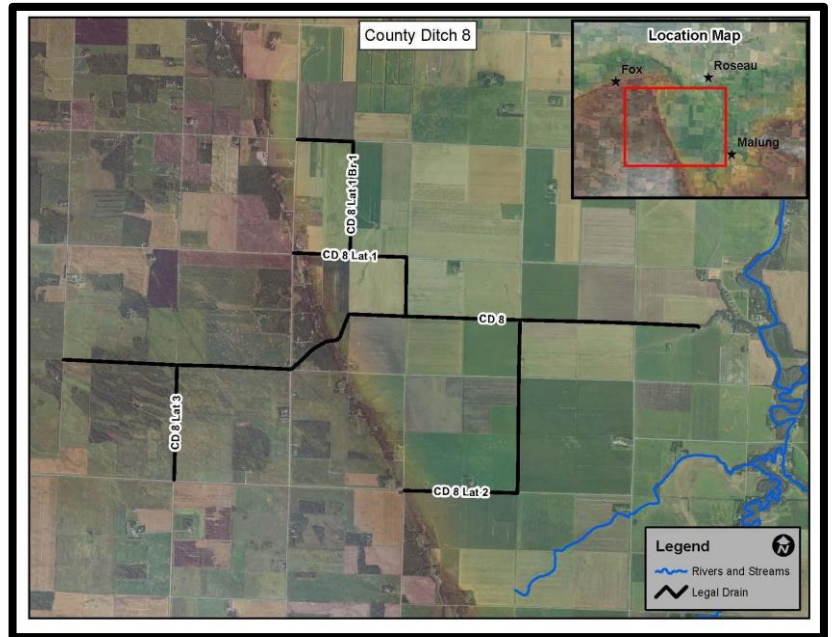 County Ditch 8
Location Map
Fox
Roseau
Malung
CD 8 Lat 1 Br 1
CD 8 Lat 1
CD 8
CD 8 Lat 3
CD 8 Lat 2
Legend
N
Rivers and Streams
Legal Drain